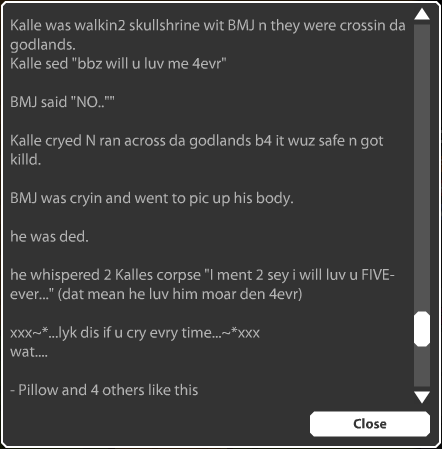 Kalle was walkin2 skullshrine wit BMJ n they were crossin da
godlands.
Kalle sed "bbz will u luv me 4evr"
BMJ said "NO..""
Kalle cryed N ran across da godlands b4 it wuz safe n got
killd.
BMJ was cryin and went to pic up his body.
he was ded.
he whispered 2 Kalles corpse "I ment 2 sey i will luv u FIVE-
ever..." (dat mean he luv him moar den 4evr)
xxx~*...lyk dis if u cry evry time...~*xxx
wat....
- Pillow and 4 others like this
Close